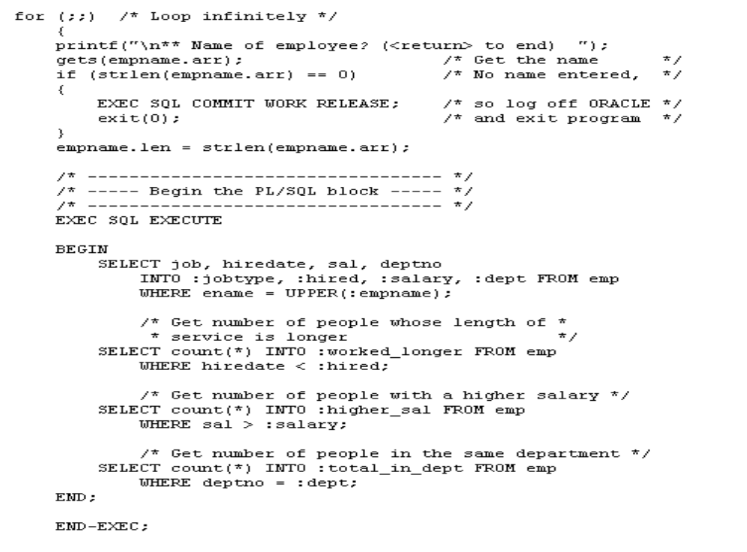 for (;;)  /* Loop infinitely */
{
printf("\n** Name of employee? (<return> to end)  ");
gets(empname.arr);                        /* Get the name       */
if (strlen(empname.arr) == 0)          /* No name entered,   */
{
EXEC SQL COMMIT WORK RELEASE;     /* so log off ORACLE */
exit(0);                                /* and exit program  */
}
empname.len = strlen(empname.arr);
/* ---------------------------------- */
/* ----- Begin the PL/SQL block ----- */
/* ---------------------------------- */
EXEC SQL EXECUTE
BEGIN
SELECT job, hiredate, sal, deptno
INTO :jobtype, :hired, :salary, :dept FROM emp
WHERE ename = UPPER(:empname);
/* Get number of people whose length of *
* service is longer                    */
SELECT count(*) INTO :worked_longer FROM emp
WHERE hiredate < :hired;
/* Get number of people with a higher salary */
SELECT count(*) INTO :higher_sal FROM emp
WHERE sal > :salary;
/* Get number of people in the same department */
SELECT count(*) INTO :total_in_dept FROM emp
WHERE deptno = :dept;
END;
END-EXEC;